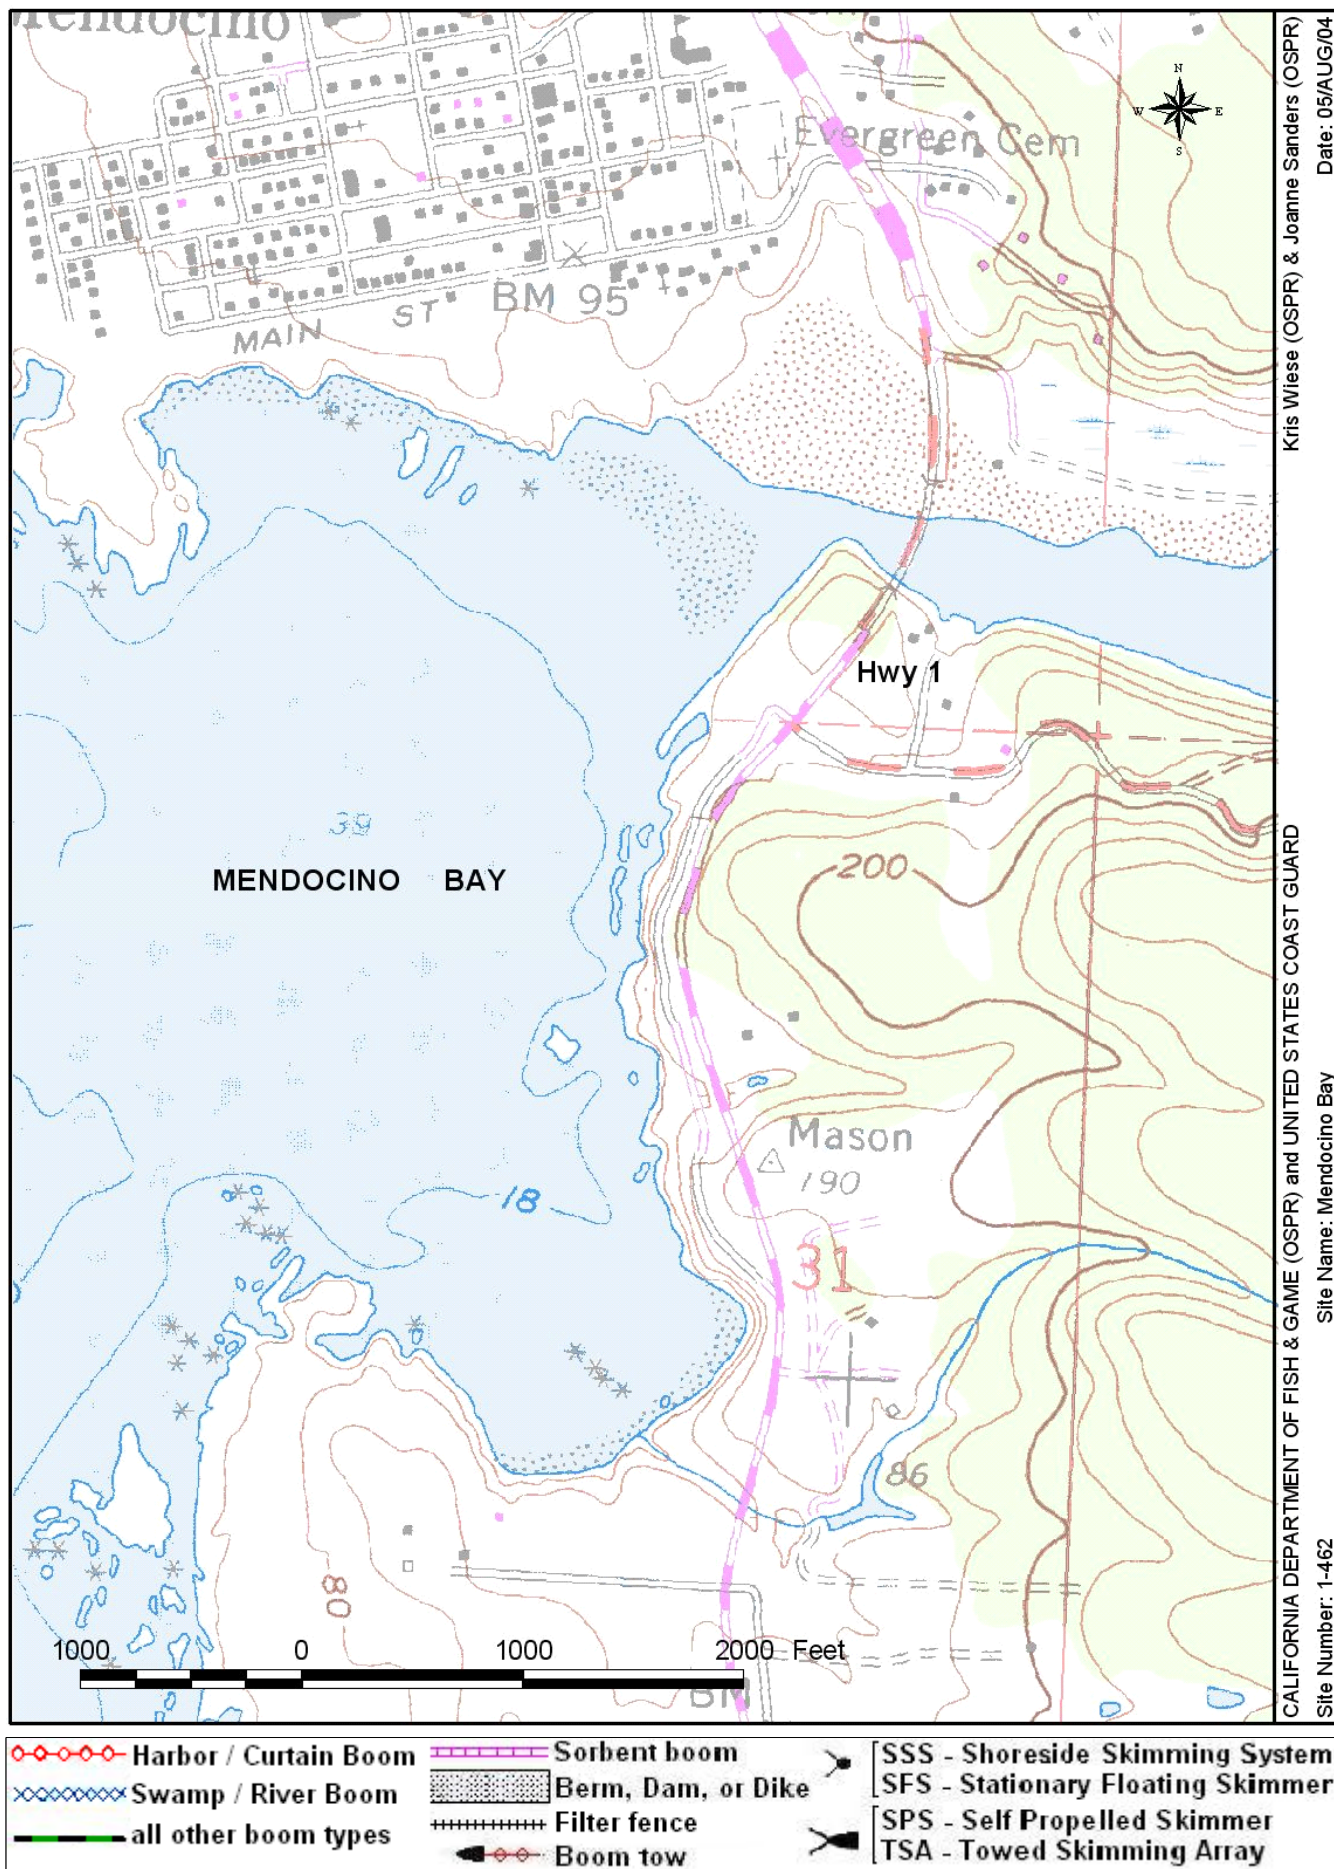 Mendocino
N
W E
S
Evergreen Cem
BM 95
MAIN ST
Hwy 1
39
MENDOCINO BAY
200
Mason
190
18
31
86
80
1000 0 1000 2000 Feet
BM
Kris Wiese (OSPR) & Joanne Sanders (OSPR)
Date: 05/AUG/04
CALIFORNIA DEPARTMENT OF FISH & GAME (OSPR) and UNITED STATES COAST GUARD
Site Name: Mendocino Bay
Site Number: 1-462
Harbor / Curtain Boom
Swamp / River Boom
all other boom types
Sorbent boom
Berm, Dam, or Dike
Filter fence
Boom tow
SSS - Shoreside Skimming System
SFS - Stationary Floating Skimmer
SPS - Self Propelled Skimmer
TSA - Towed Skimming Array